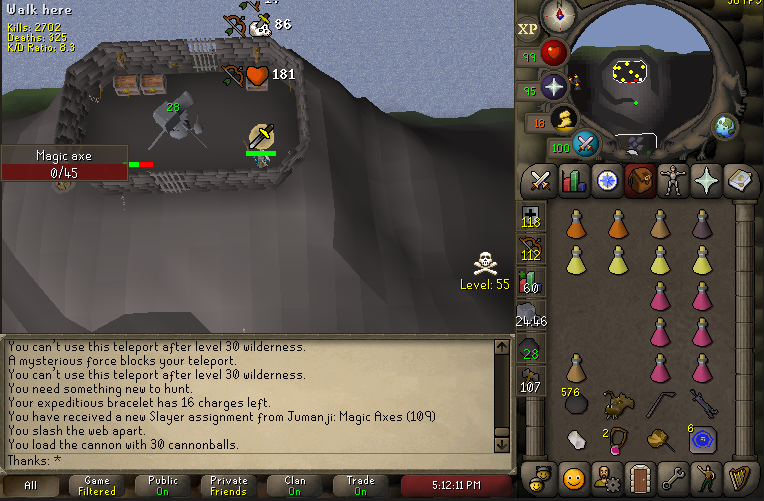 Walk here
Kills: 2702
Deaths: 325
K/D Ratio: 8.3
86
181
28
Magic axe
0/45
Level: 55
XP
99
95
18
100
118
112
60
24:46
28
107
576
2
6
You can't use this teleport after level 30 wilderness.
A mysterious force blocks your teleport.
You can't use this teleport after level 30 wilderness.
You need something new to hunt.
Your expeditious bracelet has 16 charges left.
You have received a new Slayer assignment from Jumanji: Magic Axes (109)
You slash the web apart.
You load the cannon with 30 cannonballs.
Thanks: *
All
Game
Filtered
Public
On
Private
Friends
Clan
On
Trade
On
5:12:11 PM